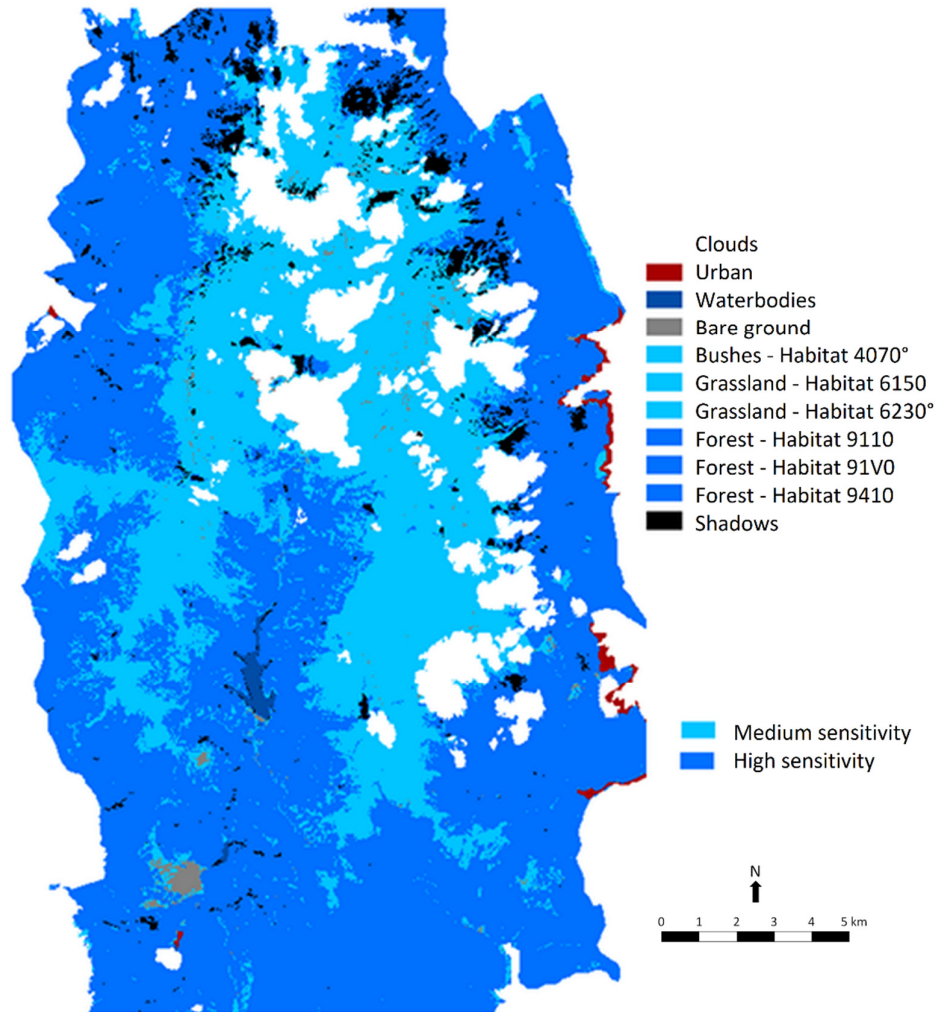 Clouds
Urban
Waterbodies
Bare ground
Bushes - Habitat 4070°
Grassland - Habitat 6150
Grassland - Habitat 6230°
Forest - Habitat 9110
Forest - Habitat 91V0
Forest - Habitat 9410
Shadows
Medium sensitivity
High sensitivity
N
0 1 2 3 4 5 km